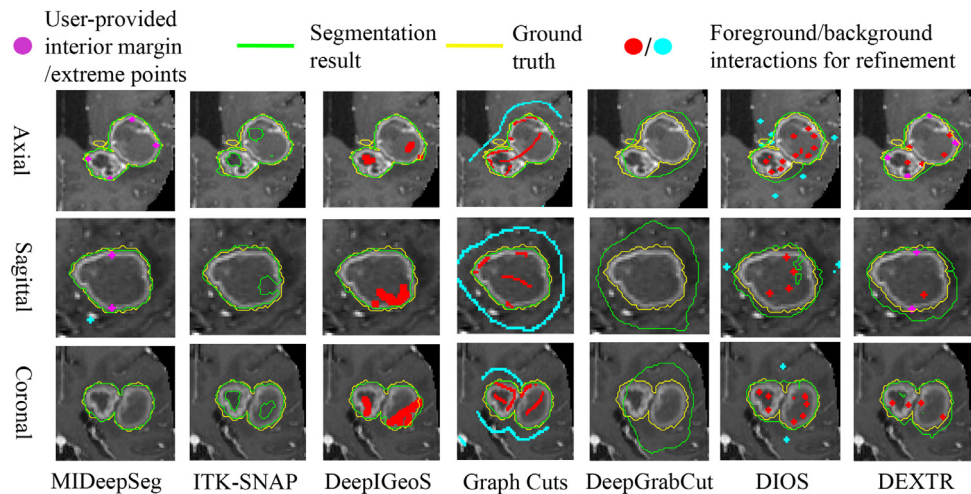 User-provided
interior margin
/extreme points
Segmentation
result
Ground
truth
/
Foreground/background
interactions for refinement
Axial
Sagittal
Coronal
MIDeepSeg
ITK-SNAP
DeepIGeoS
Graph Cuts
DeepGrabCut
DIOS
DEXTR